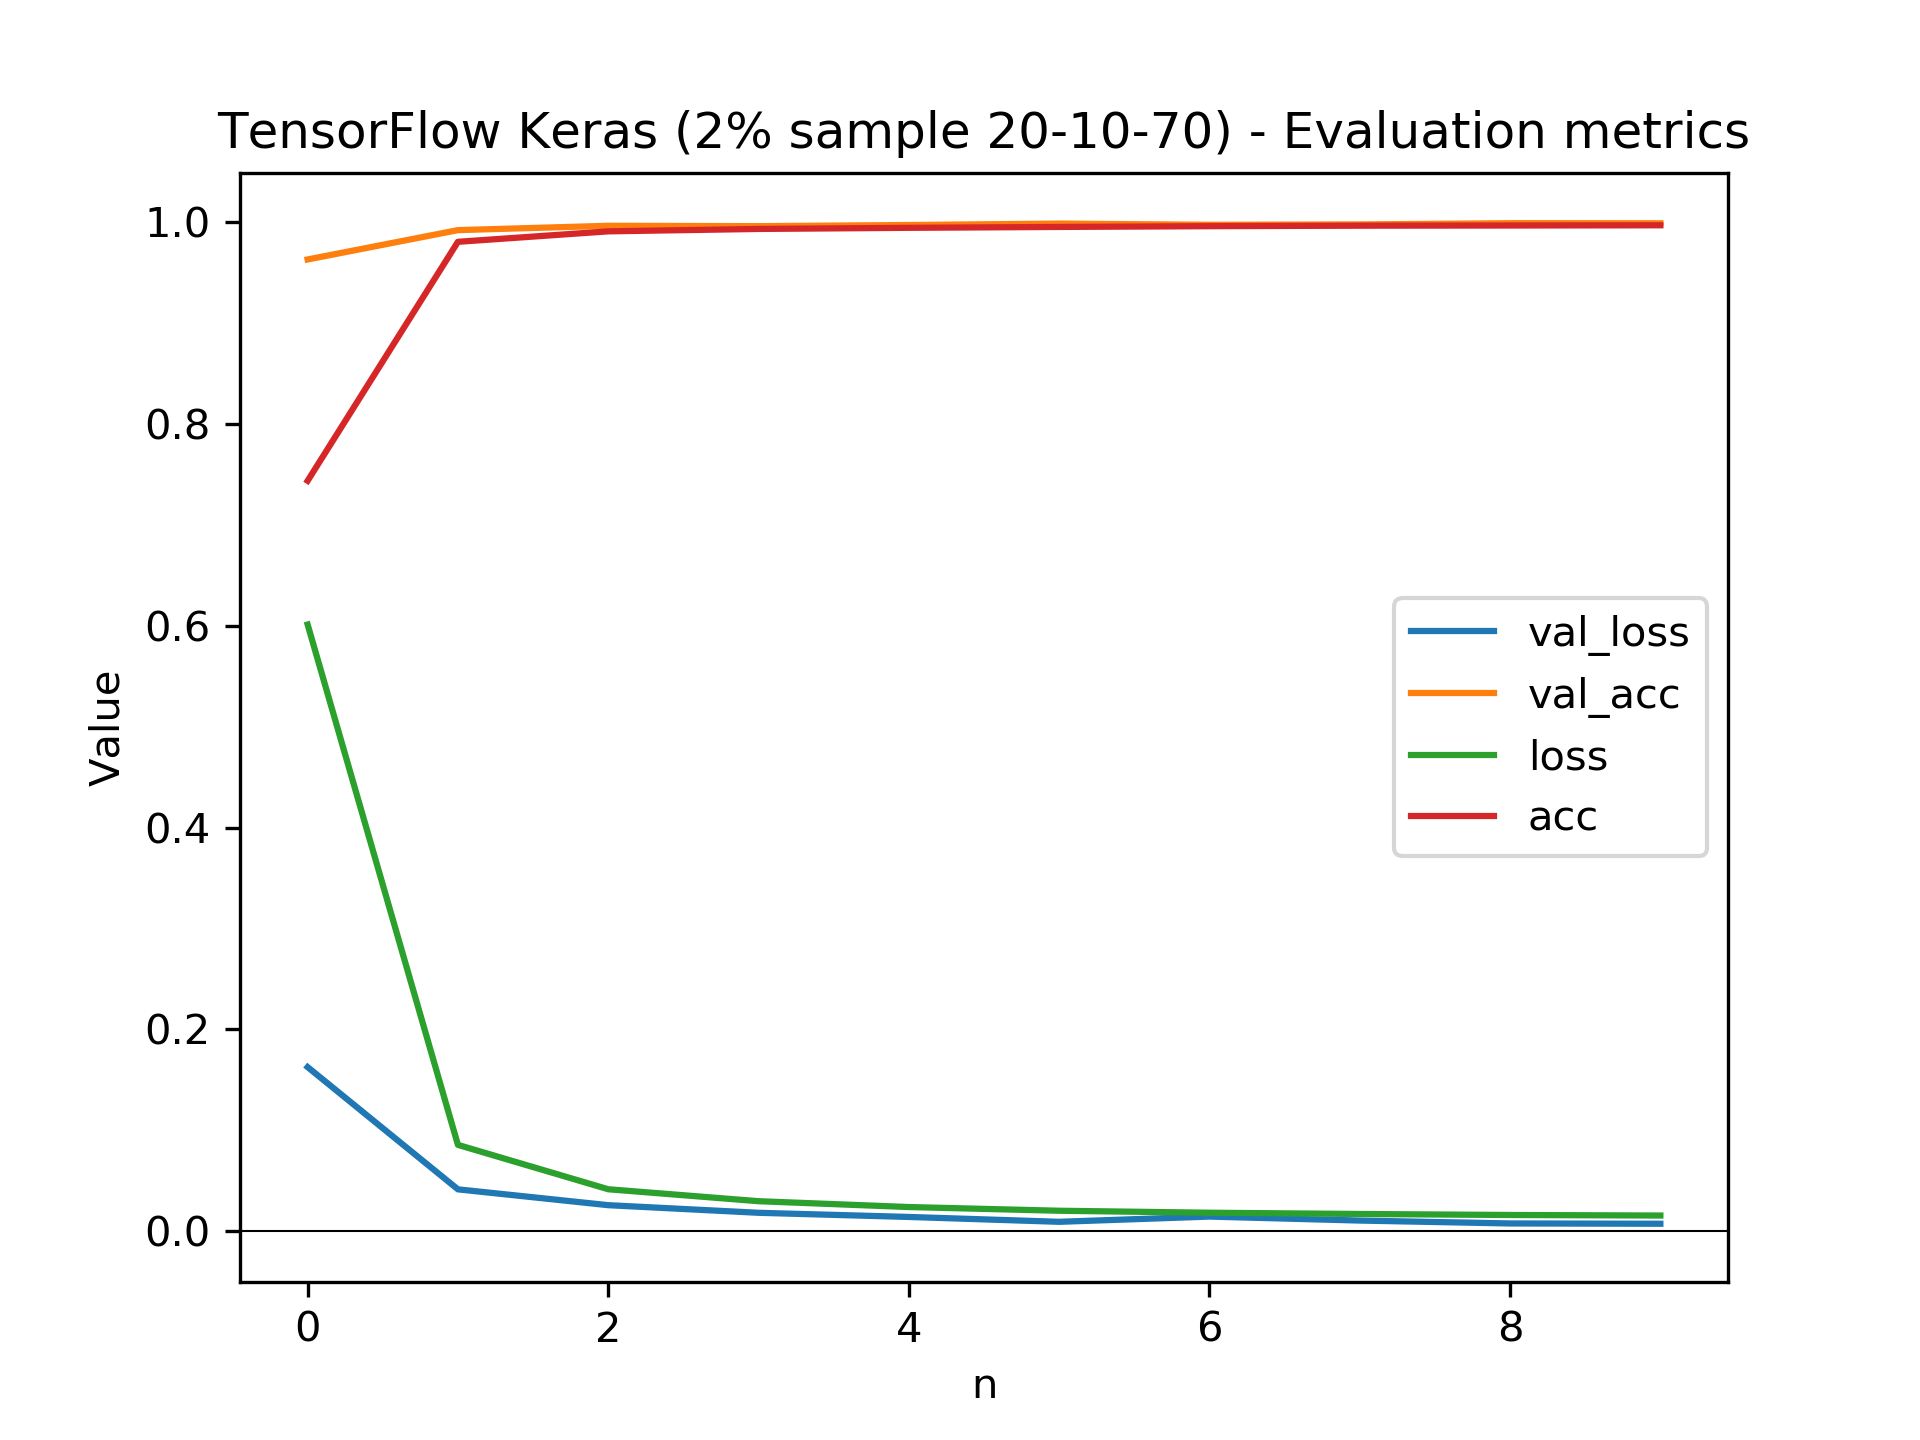 TensorFlow Keras (2% sample 20-10-70) - Evaluation metrics
1.0
0.8
0.6
0.4
0.2
0.0
Value
val_loss
val_acc
loss
acc
0 2 4 6 8
n